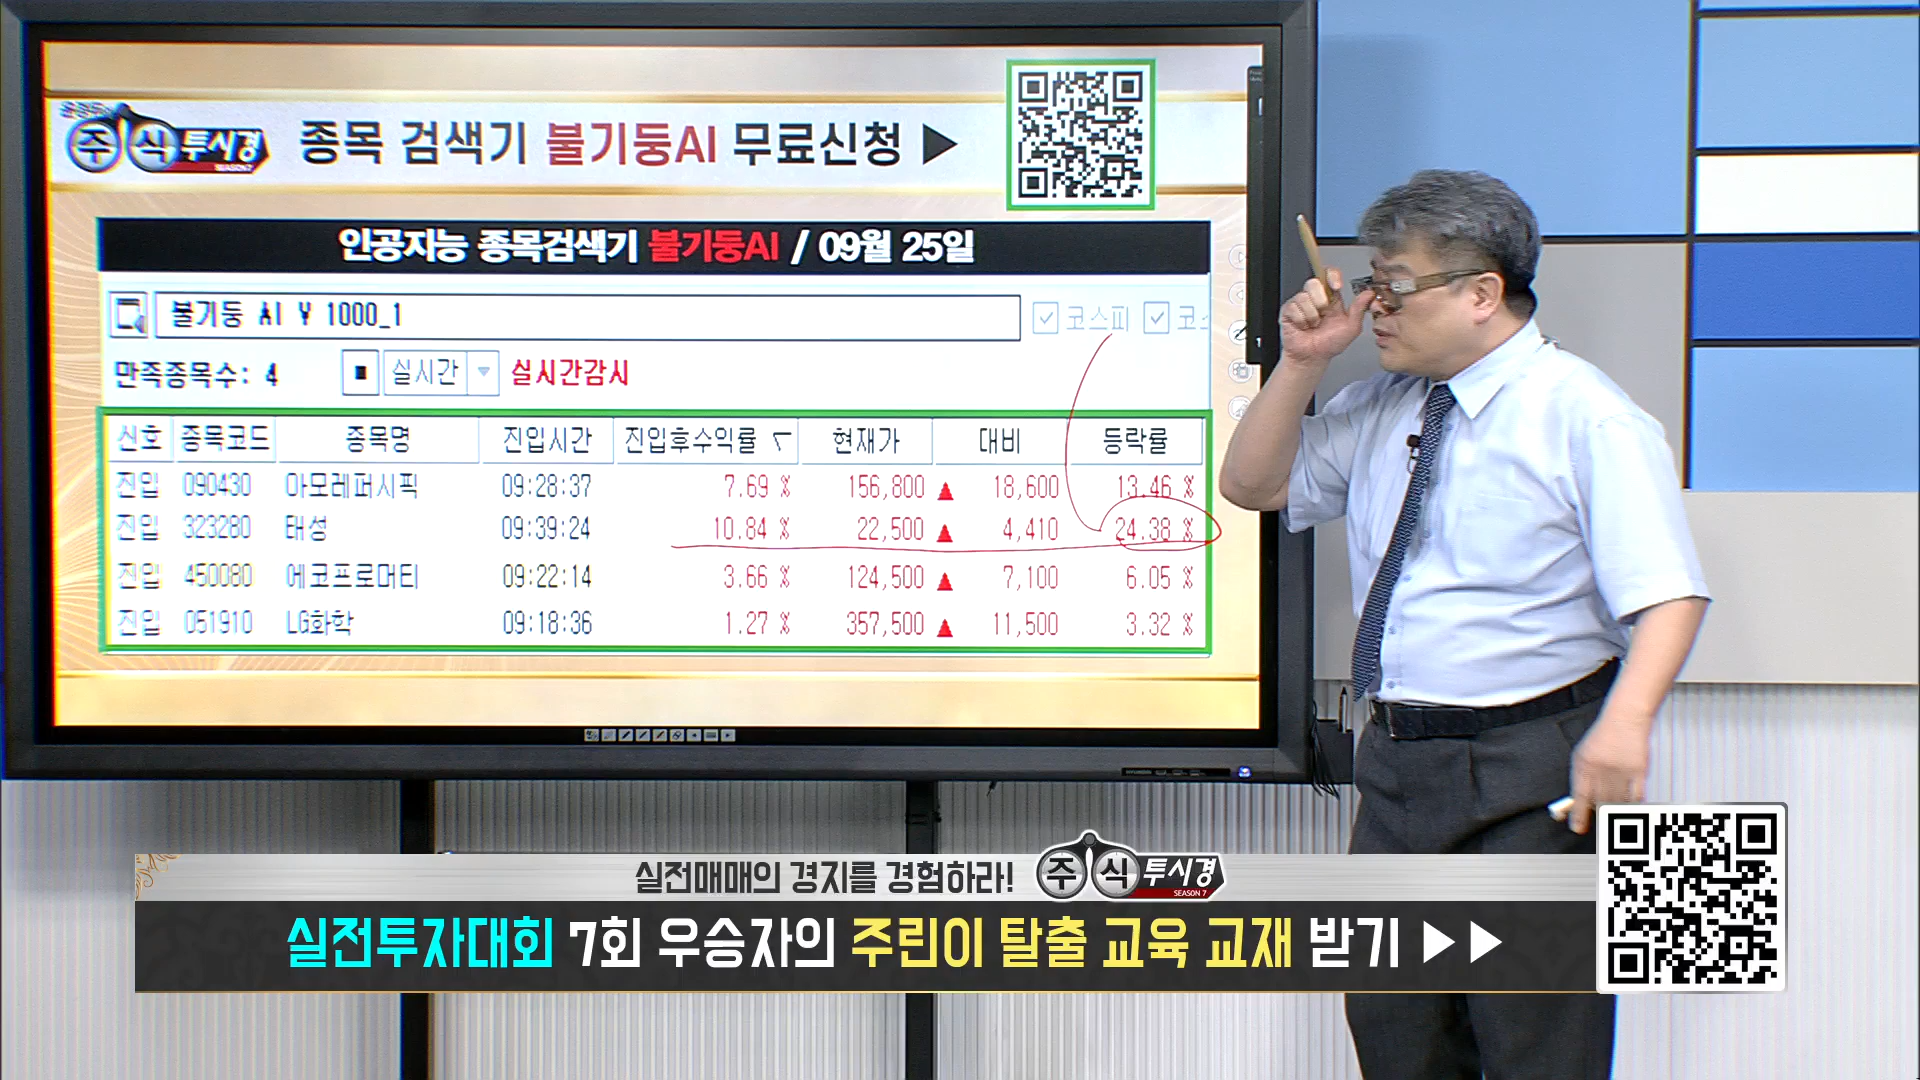 주식투시경
SEASON 7
종목 검색기 불기둥AI 무료신청 ▶
인공지능 종목검색기 불기둥AI / 09월 25일
불기둥 AI Y 1000_1
코스피
만족종목수: 4
실시간
실시간감시
신호 종목코드 종목명 진입시간 진입후수익률 현재가 대비 등락률
진입 090430 아모레퍼시픽 09:28:37 7.69 % 156,800 ▲ 18,600 13.46 %
진입 323280 태성 09:39:24 10.84 % 22,500 ▲ 4,410 24.38 %
진입 450080 에코프로머티 09:22:14 3.66 % 124,500 ▲ 7,100 6.05 %
진입 051910 LG화학 09:18:36 1.27 % 357,500 ▲ 11,500 3.32 %
실전매매의 경지를 경험하라! 주식투시경
SEASON 7
실전투자대회 7회 우승자의 주린이 탈출 교육 교재 받기 ▶▶